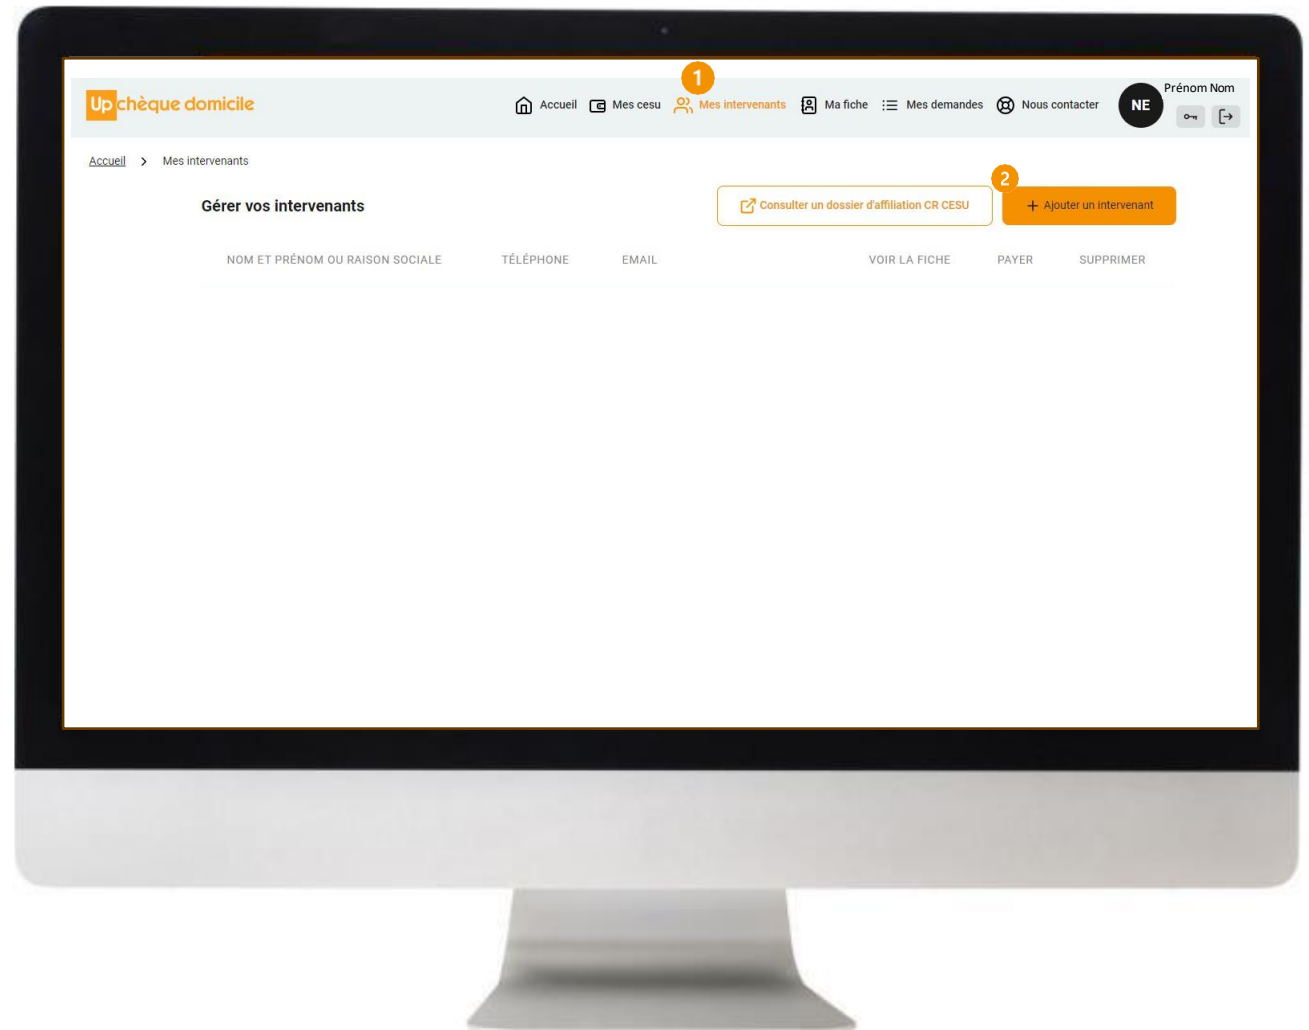 1
Up chèque domicile Accueil Mes cesu Mes intervenants Ma fiche Mes demandes Nous contacter NE Prénom Nom
Accueil > Mes intervenants
2
Gérer vos intervenants Consulter un dossier d'affiliation CR CESU + Ajouter un intervenant
NOM ET PRÉNOM OU RAISON SOCIALE TÉLÉPHONE EMAIL VOIR LA FICHE PAYER SUPPRIMER